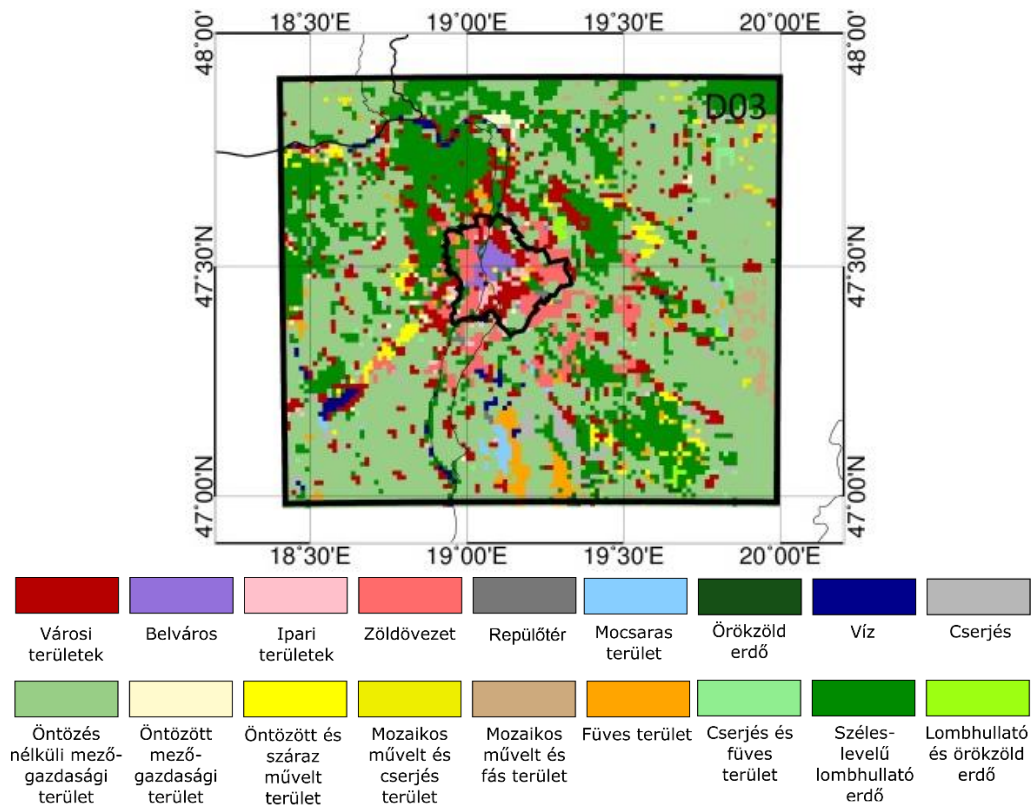 18˚30'E 19˚00'E 19˚30'E 20˚00'E
48˚00' 48˚00'
D03
47˚30'N 47˚30'N
47˚00'N 47˚00'N
18˚30'E 19˚00'E 19˚30'E 20˚00'E
Városi
területek
Belváros
Ipari
területek
Zöldövezet
Repülőtér
Mocsaras
terület
Örökzöld
erdő
Víz
Cserjés
Öntözés
nélküli mező-
gazdasági
terület
Öntözött
mező-
gazdasági
terület
Öntözött és
száraz
művelt
terület
Mozaikos
művelt és
cserjés
terület
Mozaikos
művelt és
fás terület
Füves terület
Cserjés és
füves
terület
Széles-
levelű
lombhullató
erdő
Lombhullató
és örökzöld
erdő